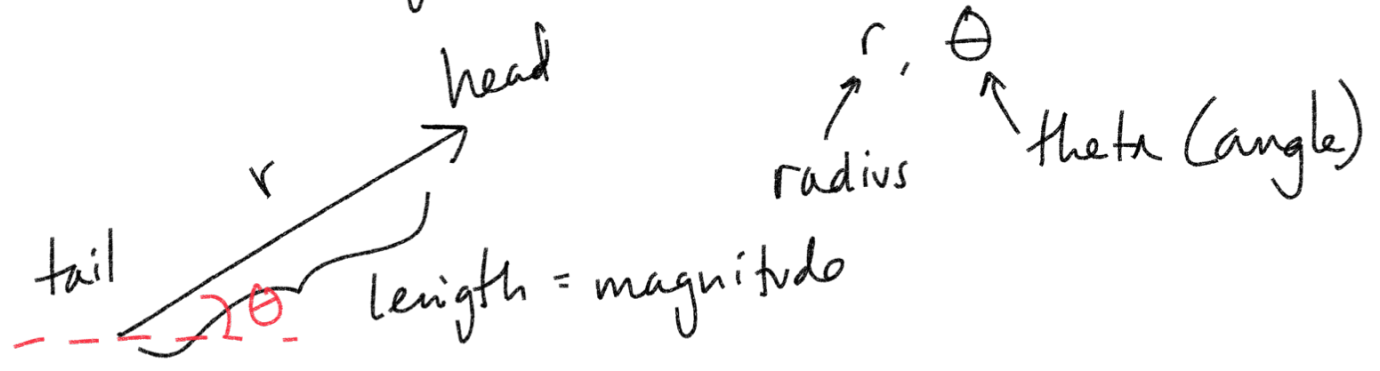 head
r, θ
r
theta (angle)
radius
tail
θ
length = magnitude